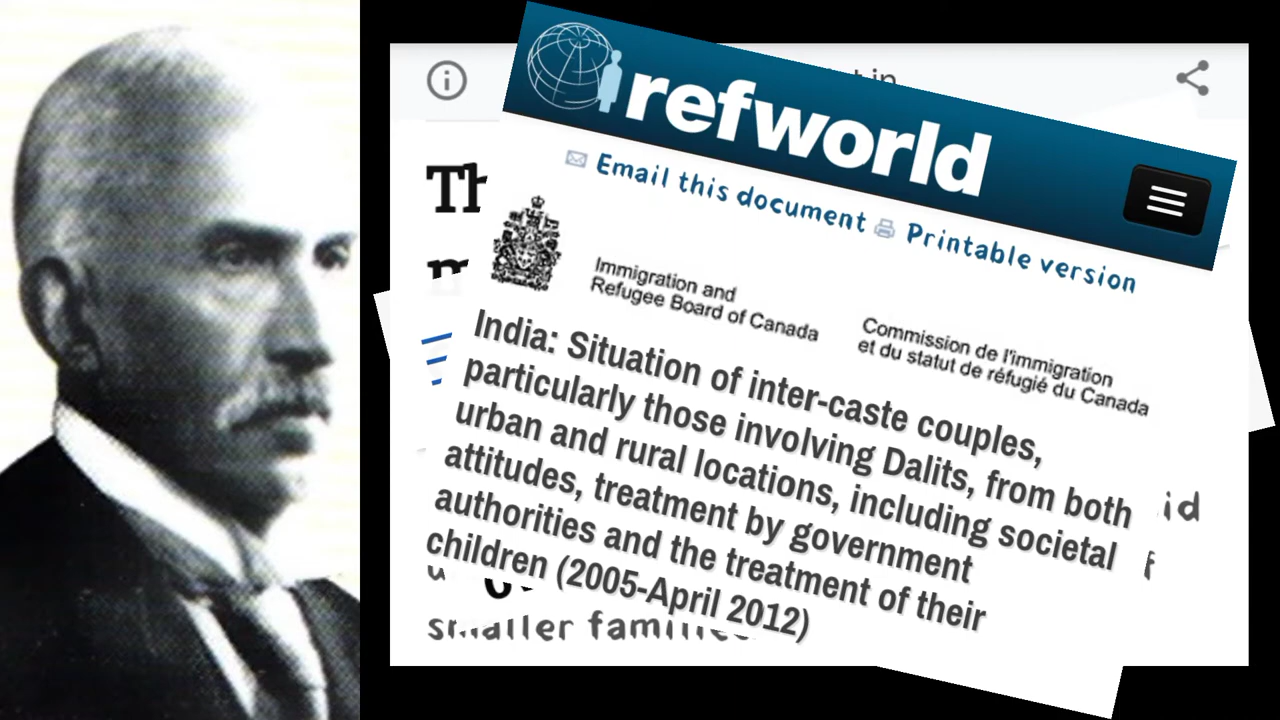 refworld
Email this document Printable version
Immigration and
Refugee Board of Canada
Commission de l'immigration
et du statut de réfugié du Canada
India: Situation of inter-caste couples,
particularly those involving Dalits, from both
urban and rural locations, including societal
attitudes, treatment by government
authorities and the treatment of their
children (2005-April 2012)
smaller families